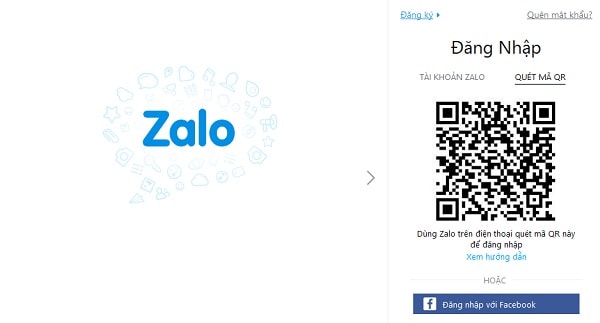 Đăng ký
Quên mật khẩu?
Đăng Nhập
TÀI KHOẢN ZALO
QUÉT MÃ QR
Zalo
Dùng Zalo trên điện thoại quét mã QR này
để đăng nhập
Xem hướng dẫn
HOẶC
Đăng nhập với Facebook